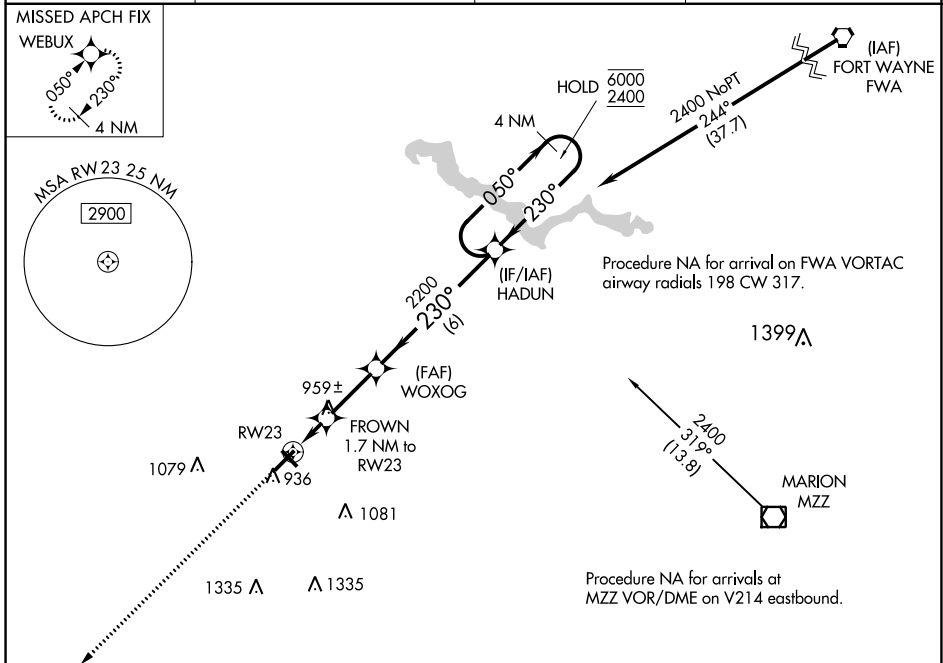 MISSED APCH FIX
WEBUX
050°
230°
4 NM
MSA RW 23 25 NM
2900
HOLD 6000
2400
4 NM
050°
230°
(IAF)
FORT WAYNE
FWA
2400 NoPT
244°
(37.7)
(IF/IAF)
HADUN
Procedure NA for arrival on FWA VORTAC
airway radials 198 CW 317.
1399
2200
230°
(6)
(FAF)
WOXOG
959±
FROWN
1.7 NM to
RW23
RW23
1079
936
1081
2400
319°
(13.8)
MARION
MZZ
1335
1335
Procedure NA for arrivals at
MZZ VOR/DME on V214 eastbound.